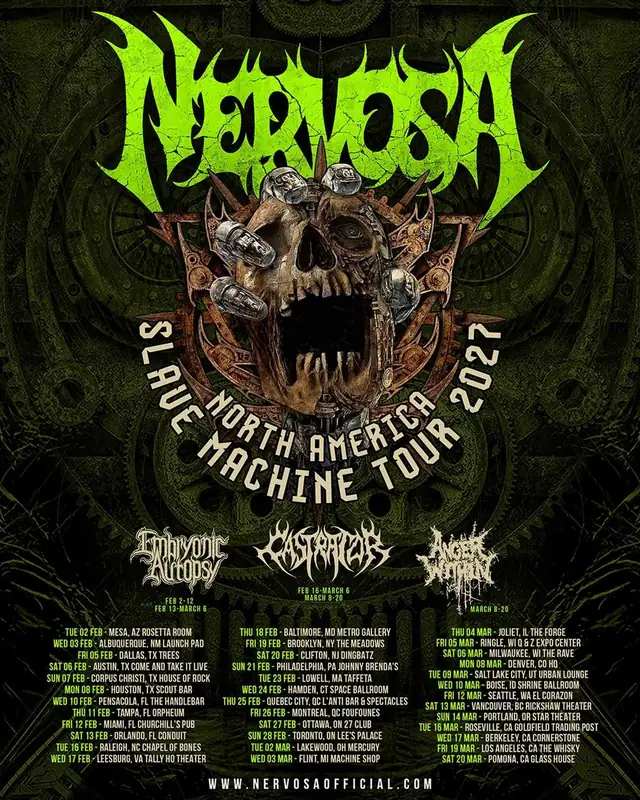 NERVOSA
SLAVE MACHINE TOUR 2027
NORTH AMERICA
Embryonic
Autopsy
FEB 2-12
FEB 13-MARCH 6
CASTRATOR
FEB 16-MARCH 6
MARCH 8-20
ANGER
WITHIN
MARCH 8-20
TUE 02 FEB - MESA, AZ ROSETTA ROOM
WED 03 FEB - ALBUQUERQUE, NM LAUNCH PAD
FRI 05 FEB - DALLAS, TX TREES
SAT 06 FEB - AUSTIN, TX COME AND TAKE IT LIVE
SUN 07 FEB - CORPUS CHRISTI, TX HOUSE OF ROCK
MON 08 FEB - HOUSTON, TX SCOUT BAR
WED 10 FEB - PENSACOLA, FL THE HANDLEBAR
THU 11 FEB - TAMPA, FL ORPHEUM
FRI 12 FEB - MIAMI, FL CHURCHILL'S PUB
SAT 13 FEB - ORLANDO, FL CONDUIT
TUE 16 FEB - RALEIGH, NC CHAPEL OF BONES
WED 17 FEB - LEESBURG, VA TALLY HO THEATER
THU 18 FEB - BALTIMORE, MD METRO GALLERY
FRI 19 FEB - BROOKLYN, NY THE MEADOWS
SAT 20 FEB - CLIFTON, NJ DINGBATZ
SUN 21 FEB - PHILADELPHIA, PA JOHNNY BRENDA'S
TUE 23 FEB - LOWELL, MA TAFFETA
WED 24 FEB - HAMDEN, CT SPACE BALLROOM
THU 25 FEB - QUEBEC CITY, QC L'ANTI BAR & SPECTACLES
FRI 26 FEB - MONTREAL, QC FOUFOUNES
SAT 27 FEB - OTTAWA, ON 27 CLUB
SUN 28 FEB - TORONTO, ON LEE'S PALACE
TUE 02 MAR - LAKEWOOD, OH MERCURY
WED 03 MAR - FLINT, MI MACHINE SHOP
THU 04 MAR - JOLIET, IL THE FORGE
FRI 05 MAR - RINGLE, WI Q & Z EXPO CENTER
SAT 06 MAR - MILWAUKEE, WI THE RAVE
MON 08 MAR - DENVER, CO HQ
TUE 09 MAR - SALT LAKE CITY, UT URBAN LOUNGE
WED 10 MAR - BOISE, ID SHRINE BALLROOM
FRI 12 MAR - SEATTLE, WA EL CORAZON
SAT 13 MAR - VANCOUVER, BC RICKSHAW THEATER
SUN 14 MAR - PORTLAND, OR STAR THEATER
TUE 16 MAR - ROSEVILLE, CA GOLDFIELD TRADING POST
WED 17 MAR - BERKELEY, CA CORNERSTONE
FRI 19 MAR - LOS ANGELES, CA THE WHISKY
SAT 20 MAR - POMONA, CA GLASS HOUSE
WWW.NERVOSAOFFICIAL.COM